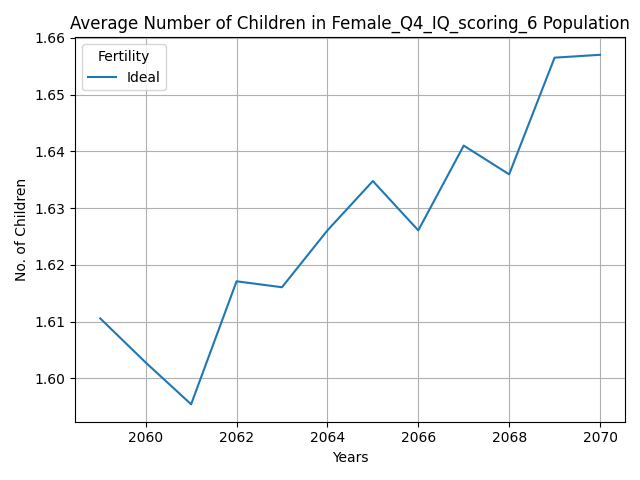 Average Number of Children in Female_Q4_IQ_scoring_6 Population
1.66
1.65
1.64
1.63
1.62
1.61
1.60
No. of Children
Fertility
Ideal
2060 2062 2064 2066 2068 2070
Years